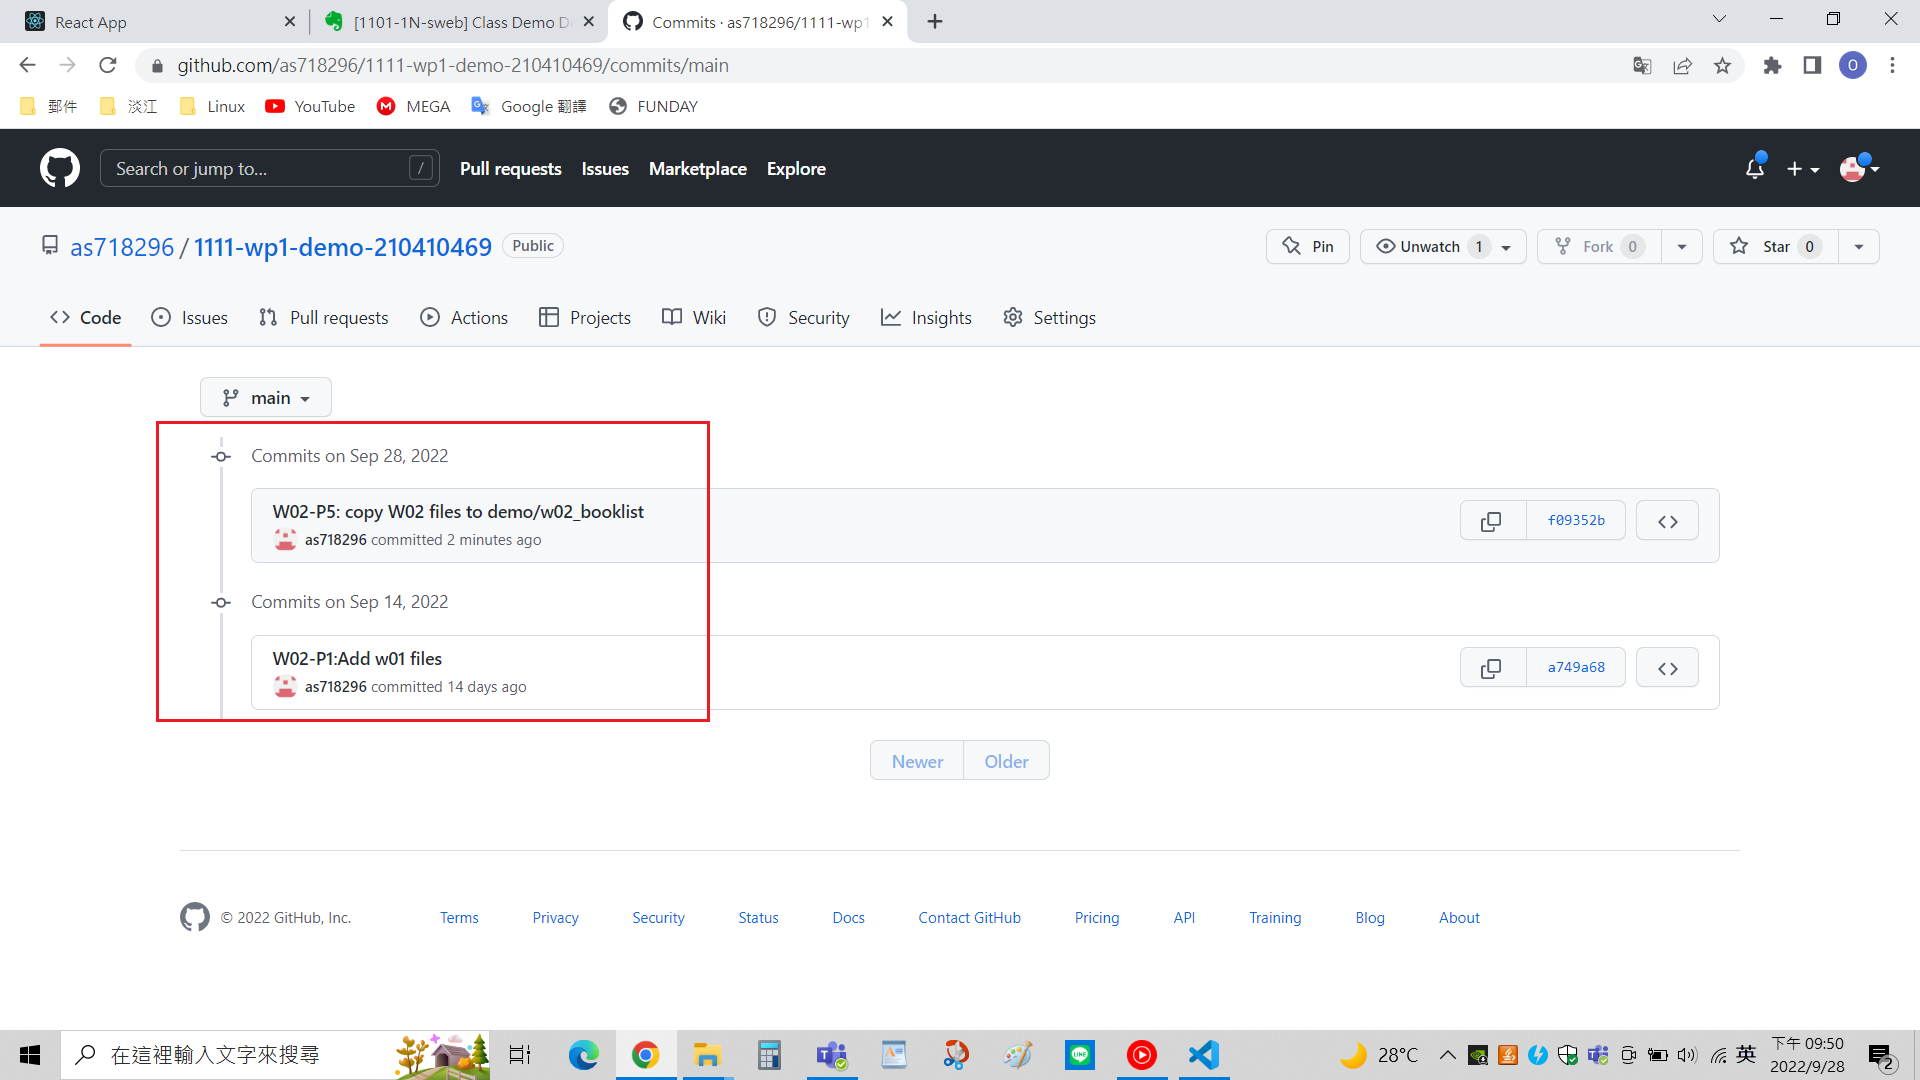 React App
[1101-1N-sweb] Class Demo D
Commits · as718296/1111-wp1
github.com/as718296/1111-wp1-demo-210410469/commits/main
O
郵件
淡江
Linux
YouTube
MEGA
Google 翻譯
FUNDAY
Search or jump to...
/
Pull requests
Issues
Marketplace
Explore
as718296 / 1111-wp1-demo-210410469
Public
Pin
Unwatch 1
Fork 0
Star 0
Code
Issues
Pull requests
Actions
Projects
Wiki
Security
Insights
Settings
main
Commits on Sep 28, 2022
W02-P5: copy W02 files to demo/w02_booklist
f09352b
as718296 committed 2 minutes ago
Commits on Sep 14, 2022
W02-P1:Add w01 files
a749a68
as718296 committed 14 days ago
Newer
Older
© 2022 GitHub, Inc.
Terms
Privacy
Security
Status
Docs
Contact GitHub
Pricing
API
Training
Blog
About
在這裡輸入文字來搜尋
LINE
28°C
英
下午 09:50
2022/9/28
2